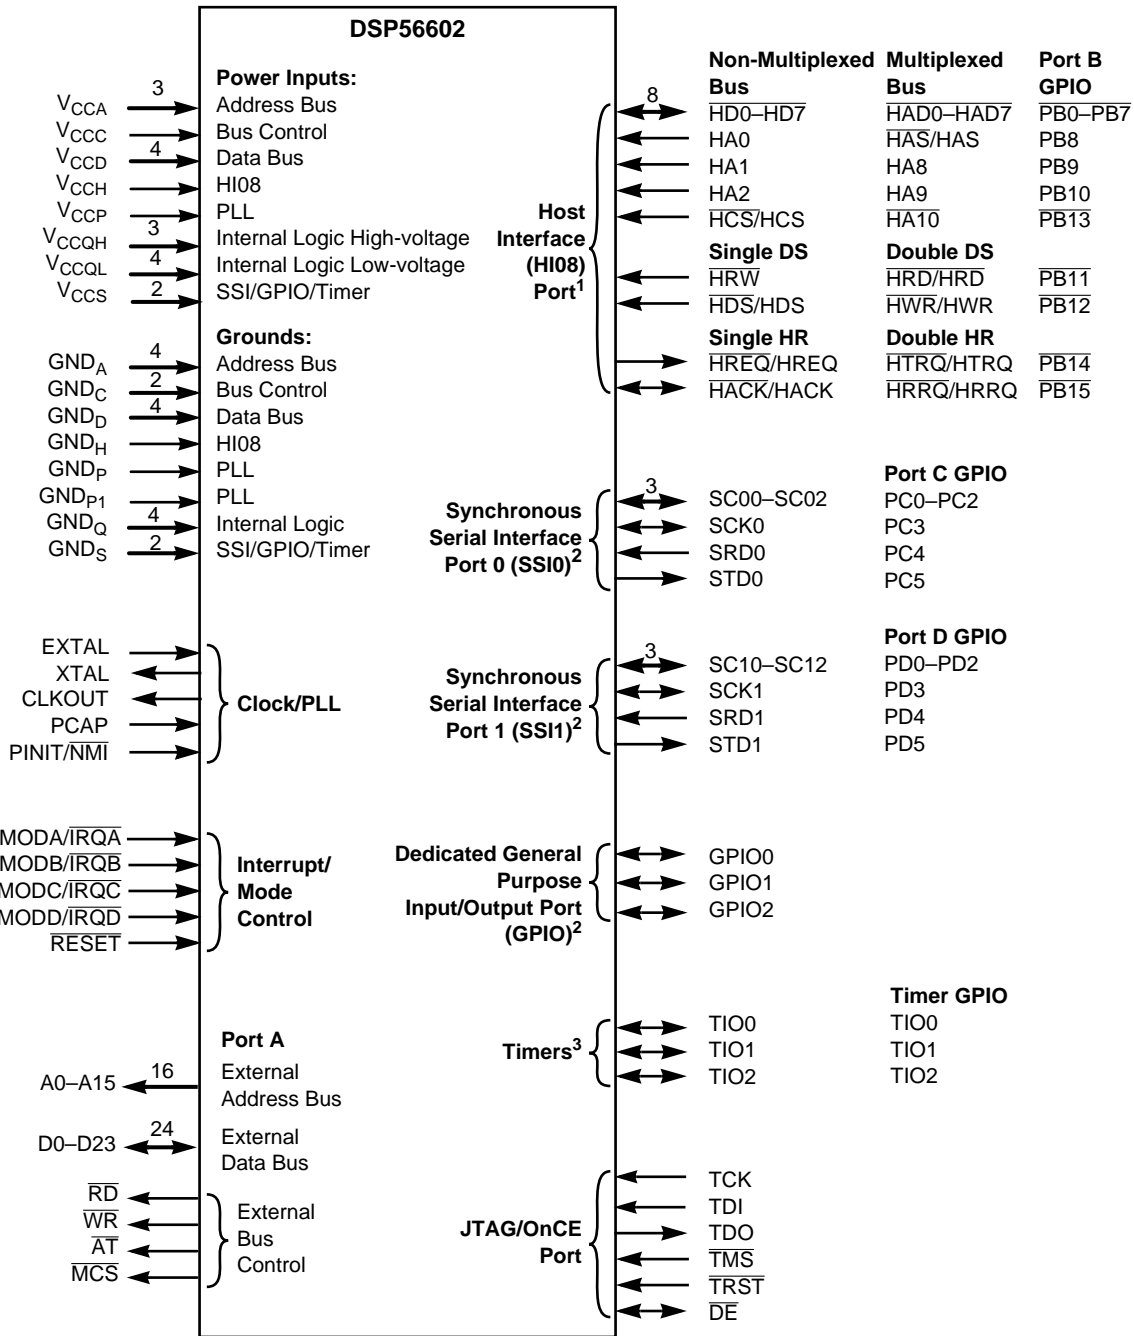 DSP56602
Power Inputs:
VCCA 3 Address Bus
VCCC Bus Control
VCCD 4 Data Bus
VCCH HI08
VCCP PLL
VCCQH 3 Internal Logic High-voltage
VCCQL 4 Internal Logic Low-voltage
VCCS 2 SSI/GPIO/Timer
Grounds:
GNDA 4 Address Bus
GNDC 2 Bus Control
GNDD 4 Data Bus
GNDH HI08
GNDP PLL
GNDP1 PLL
GNDQ 4 Internal Logic
GNDS 2 SSI/GPIO/Timer
EXTAL
XTAL
CLKOUT
PCAP
PINIT/NMI
Clock/PLL
MODA/IRQA
MODB/IRQB
MODC/IRQC
MODD/IRQD
RESET
Interrupt/
Mode
Control
Port A
A0–A15 16 External
Address Bus
D0–D23 24 External
Data Bus
RD
WR
AT
MCS
External
Bus
Control
Host
Interface
(HI08)
Port1
Non-Multiplexed Multiplexed Port B
Bus Bus GPIO
8 HD0–HD7 HAD0–HAD7 PB0–PB7
HA0 HAS/HAS PB8
HA1 HA8 PB9
HA2 HA9 PB10
HCS/HCS HA10 PB13
Single DS Double DS
HRW HRD/HRD PB11
HDS/HDS HWR/HWR PB12
Single HR Double HR
HREQ/HREQ HTRQ/HTRQ PB14
HACK/HACK HRRQ/HRRQ PB15
Synchronous
Serial Interface
Port 0 (SSI0)2
Port C GPIO
3 SC00–SC02 PC0–PC2
SCK0 PC3
SRD0 PC4
STD0 PC5
Synchronous
Serial Interface
Port 1 (SSI1)2
Port D GPIO
3 SC10–SC12 PD0–PD2
SCK1 PD3
SRD1 PD4
STD1 PD5
Dedicated General
Purpose
Input/Output Port
(GPIO)2
GPIO0
GPIO1
GPIO2
Timers3
Timer GPIO
TIO0 TIO0
TIO1 TIO1
TIO2 TIO2
JTAG/OnCE
Port
TCK
TDI
TDO
TMS
TRST
DE